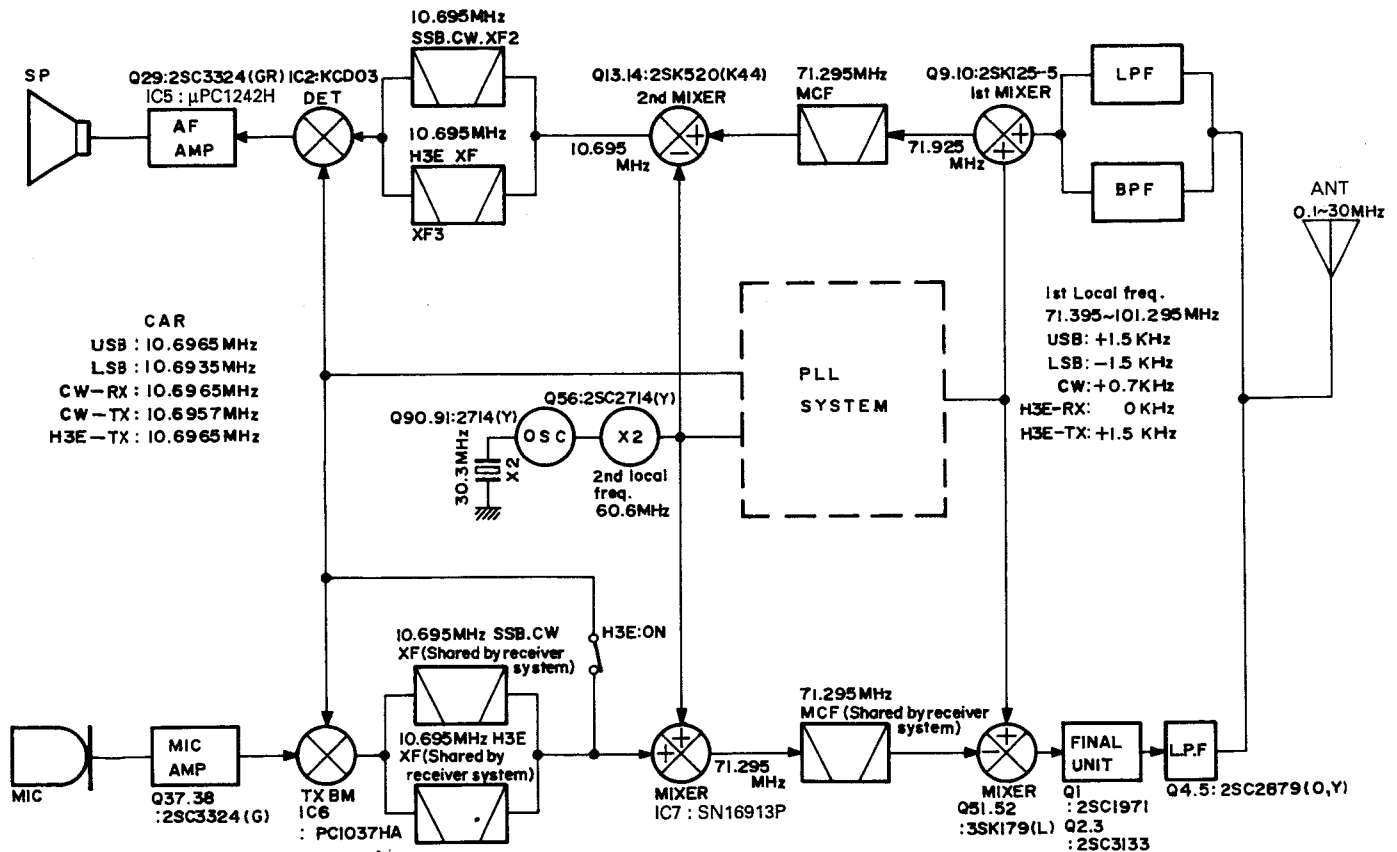 10.695MHz
SSB.CW.XF2
SP
Q29:2SC3324(GR)
IC5 : µPC1242H
IC2:KCD03
DET
AF
AMP
10.695MHz
H3E XF
XF3
Q13.14:2SK520(K44)
2nd MIXER
10.695
MHz
71.295MHz
MCF
Q9.10:2SK125-5
1st MIXER
71.925
MHz
LPF
BPF
ANT
0.1~30MHz
CAR
USB : 10.6965MHz
LSB : 10.6935MHz
CW-RX : 10.6965MHz
CW-TX : 10.6957MHz
H3E-TX : 10.6965MHz
Q90.91:2714(Y)
Q56:2SC2714(Y)
30.3MHz
X2
OSC
X2
2nd local
freq.
60.6MHz
PLL
SYSTEM
1st Local freq.
71.395~101.295MHz
USB: +1.5 KHz
LSB: -1.5 KHz
CW: +0.7KHz
H3E-RX: 0 KHz
H3E-TX: +1.5 KHz
10.695MHz SSB.CW
XF(Shared by receiver
system)
H3E:ON
10.695MHz H3E
XF(Shared by
receiver system)
71.295MHz
MCF (Shared by receiver
system)
MIC
MIC
AMP
Q37.38
:2SC3324(G)
TX BM
IC6
: PC1037HA
MIXER
IC7 : SN16913P
71.295
MHz
MIXER
Q51.52
:3SK179(L)
FINAL
UNIT
Q1
:2SC1971
Q2.3
:2SC3133
L.P.F
Q4.5:2SC2879(O,Y)